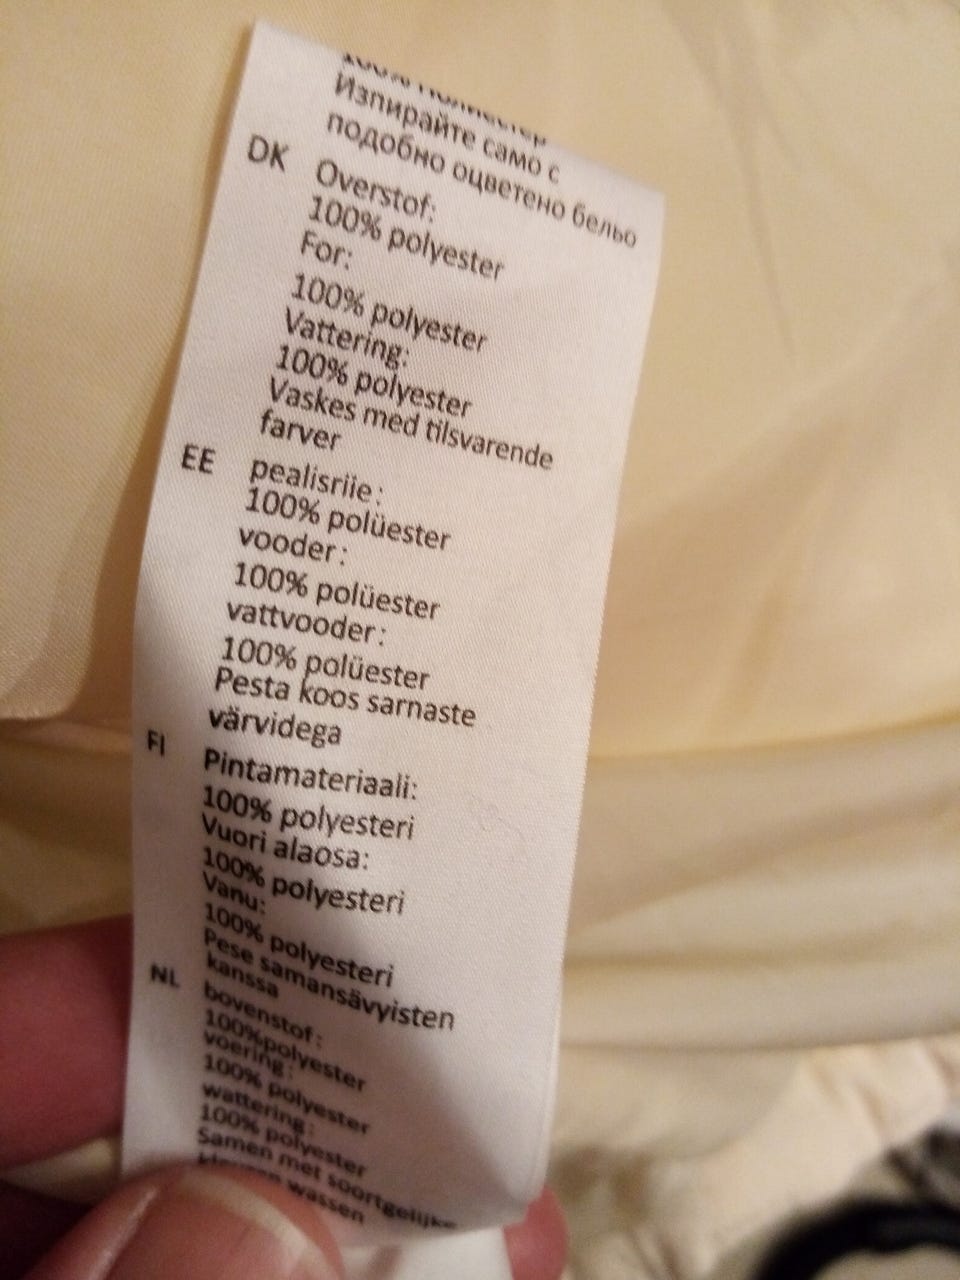 100% Полиестер
Изпирайте само с
подобно оцветено бельо
DK Overstof:
100% polyester
For:
100% polyester
Vattering:
100% polyester
Vaskes med tilsvarende
farver
EE pealisriie:
100% polüester
vooder:
100% polüester
vattvooder:
100% polüester
Pesta koos sarnaste
värvidega
FI Pintamateriaali:
100% polyesteri
Vuori alaosa:
100% polyesteri
Vanu:
100% polyesteri
Pese samansävyisten
kanssa
NL bovenstof:
100%polyester
voering:
100% polyester
wattering:
100% polyester
Samen met soortgelijke
wassen